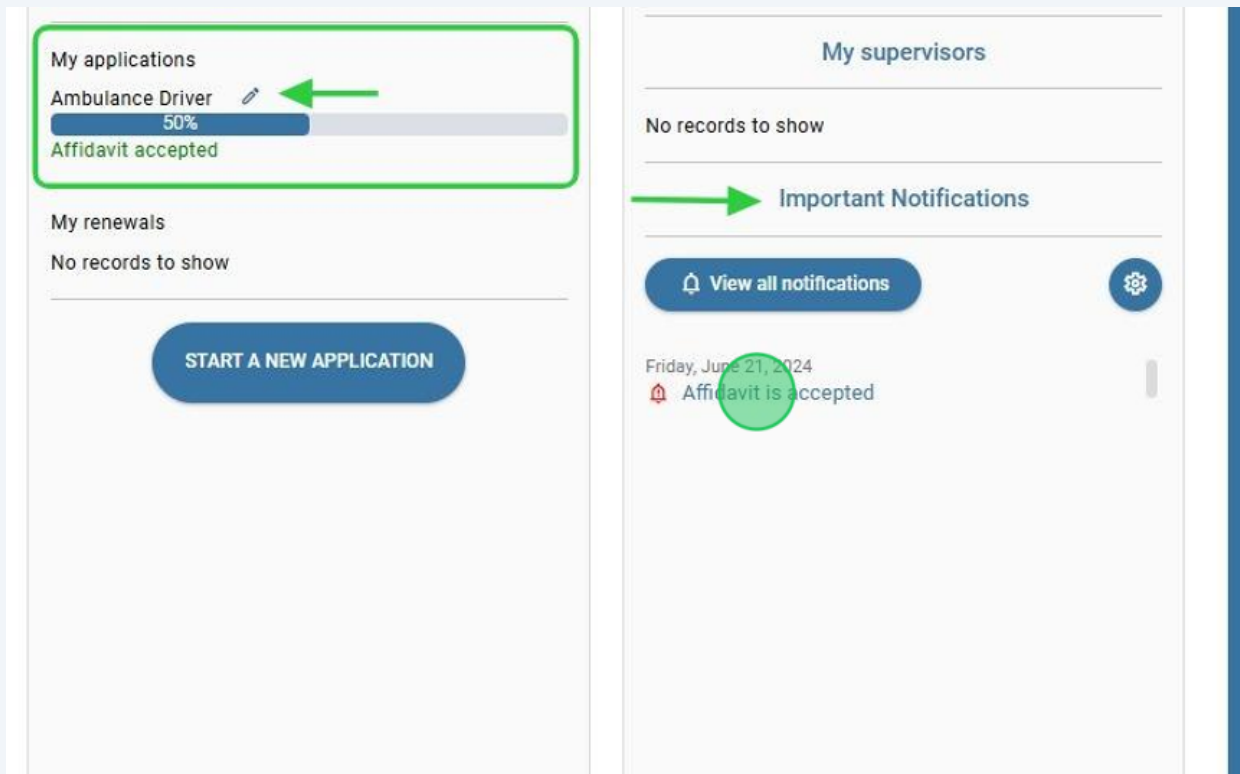 My applications
Ambulance Driver
50%
Affidavit accepted
My renewals
No records to show
START A NEW APPLICATION
My supervisors
No records to show
Important Notifications
View all notifications
Friday, June 21, 2024
Affidavit is accepted